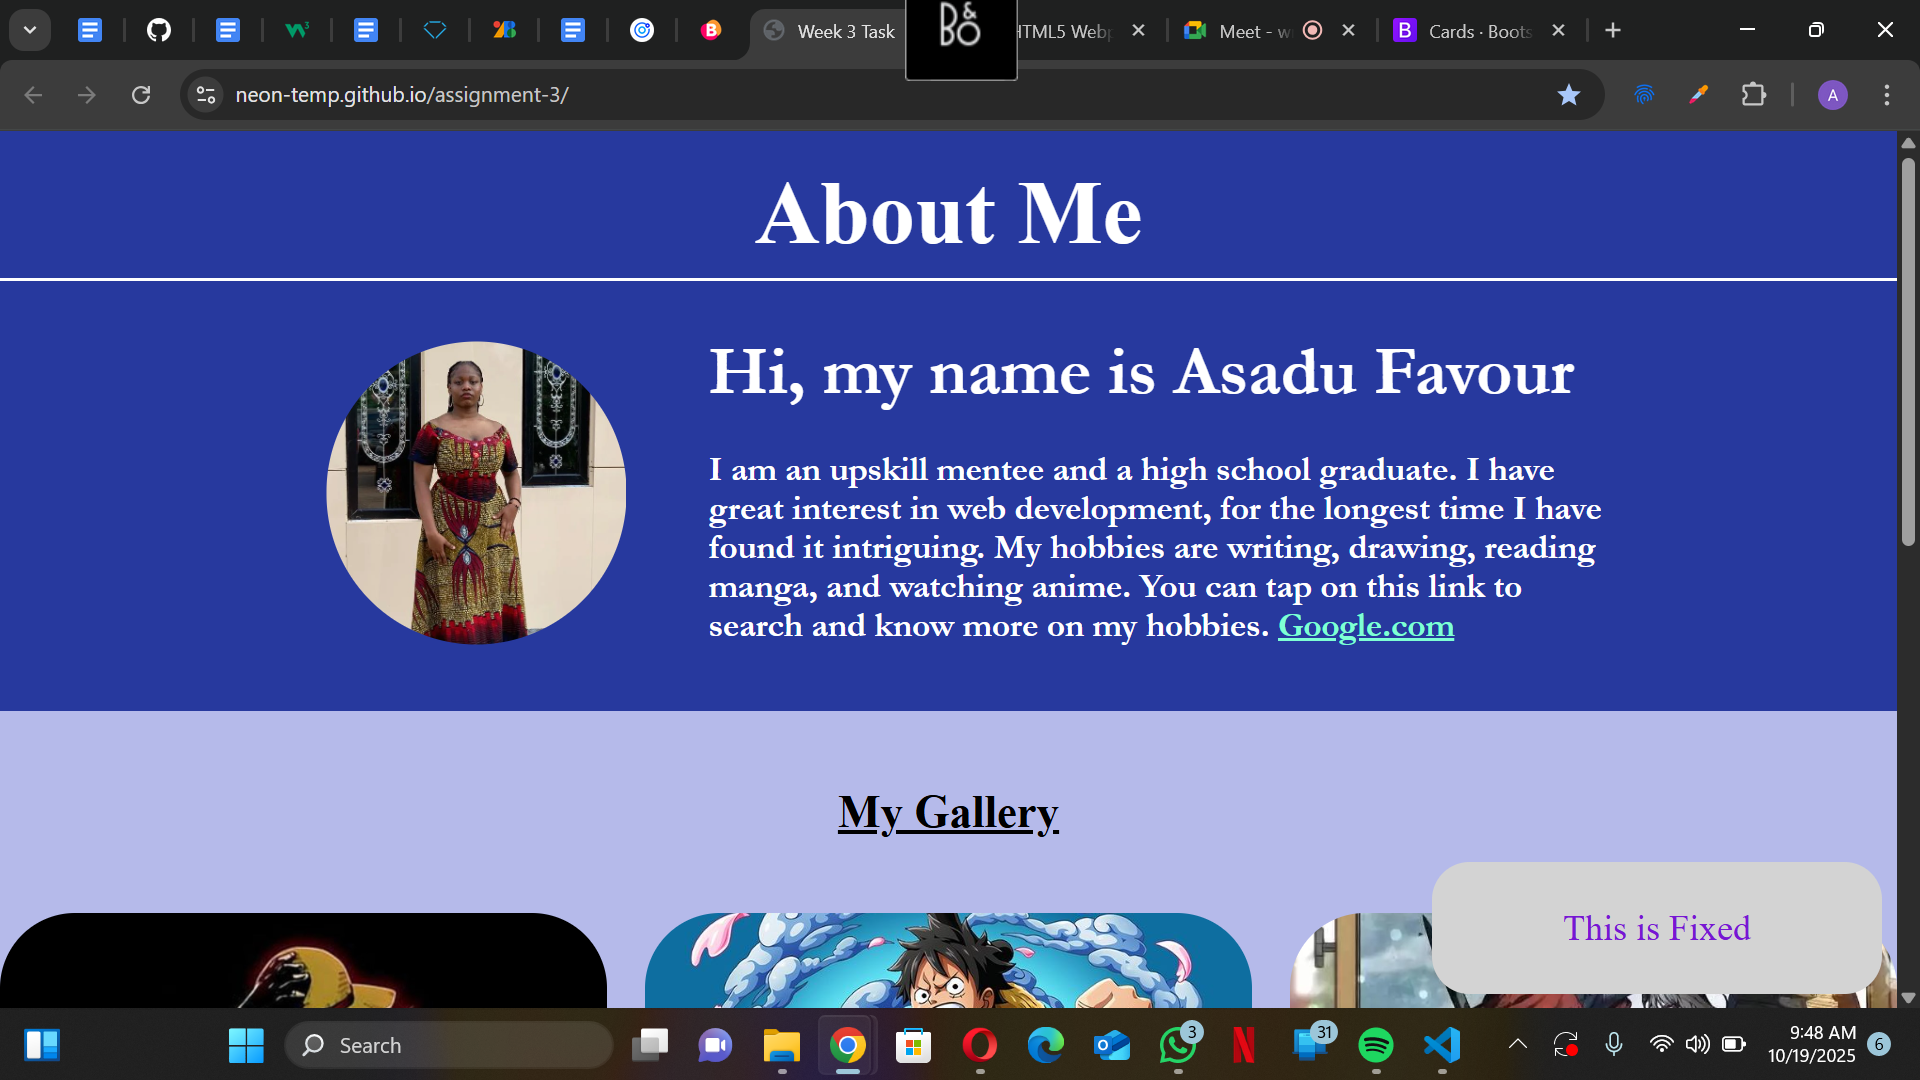 Week 3 Task
HTML5 Web
Meet - w
Cards · Boots
neon-temp.github.io/assignment-3/
A
B&O
About Me
Hi, my name is Asadu Favour
I am an upskill mentee and a high school graduate. I have
great interest in web development, for the longest time I have
found it intriguing. My hobbies are writing, drawing, reading
manga, and watching anime. You can tap on this link to
search and know more on my hobbies. Google.com
My Gallery
This is Fixed
Search
3
31
9:48 AM
10/19/2025
6